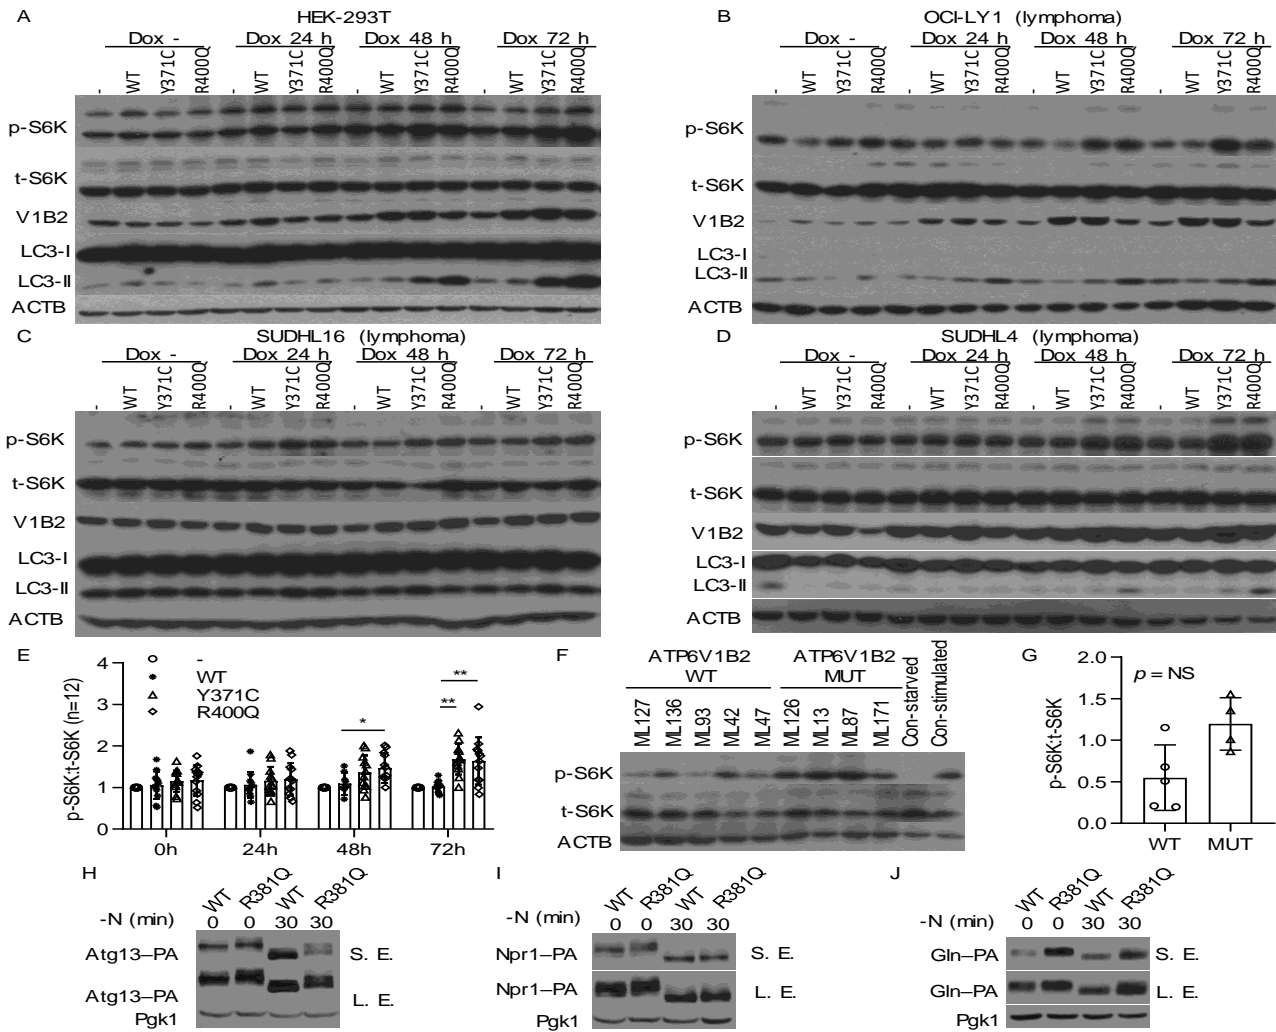 A HEK-293T
Dox - Dox 24 h Dox 48 h Dox 72 h
- WT Y371C R400Q - WT Y371C R400Q - WT Y371C R400Q - WT Y371C R400Q
p-S6K
t-S6K
V1B2
LC3-I
LC3-II
ACTB
B OCI-LY1 (lymphoma)
Dox - Dox 24 h Dox 48 h Dox 72 h
- WT Y371C R400Q - WT Y371C R400Q - WT Y371C R400Q - WT Y371C R400Q
p-S6K
t-S6K
V1B2
LC3-I
LC3-II
ACTB
C SUDHL16 (lymphoma)
Dox - Dox 24 h Dox 48 h Dox 72 h
- WT Y371C R400Q - WT Y371C R400Q - WT Y371C R400Q - WT Y371C R400Q
p-S6K
t-S6K
V1B2
LC3-I
LC3-II
ACTB
D SUDHL4 (lymphoma)
Dox - Dox 24 h Dox 48 h Dox 72 h
- WT Y371C R400Q - WT Y371C R400Q - WT Y371C R400Q - WT Y371C R400Q
p-S6K
t-S6K
V1B2
LC3-I
LC3-II
ACTB
E
p-S6K:t-S6K (n=12)
4
3
2
1
0
-
WT
Y371C
R400Q
*
**
**
0h 24h 48h 72h
F
ATP6V1B2 WT
ATP6V1B2 MUT
ML127 ML136 ML93 ML42 ML47 ML126 ML13 ML87 ML171 Con-starved Con-stimulated
p-S6K
t-S6K
ACTB
G
p-S6K:t-S6K
2.0
1.5
1.0
0.5
0.0
p = NS
WT MUT
H
WT R381Q WT R381Q
-N (min) 0 0 30 30
Atg13–PA S. E.
Atg13–PA L. E.
Pgk1
I
WT R381Q WT R381Q
-N (min) 0 0 30 30
Npr1–PA S. E.
Npr1–PA L. E.
Pgk1
J
WT R381Q WT R381Q
-N (min) 0 0 30 30
Gln–PA S. E.
Gln–PA L. E.
Pgk1